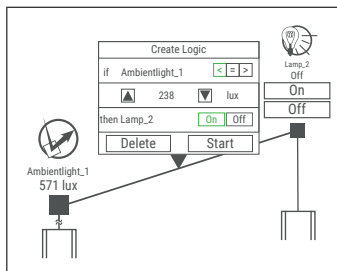 Create Logic
if Ambientlight_1 < = >
238 lux
then Lamp_2 On Off
Delete Start
Lamp_2
Off
On
Off
Ambientlight_1
571 lux